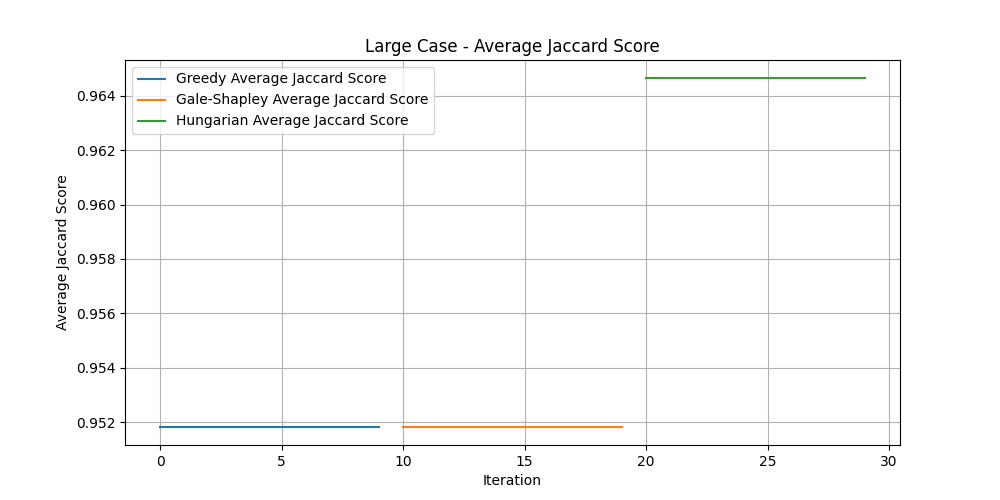 Large Case - Average Jaccard Score
Greedy Average Jaccard Score
Gale-Shapley Average Jaccard Score
Hungarian Average Jaccard Score
Average Jaccard Score
0.964
0.962
0.960
0.958
0.956
0.954
0.952
0 5 10 15 20 25 30
Iteration